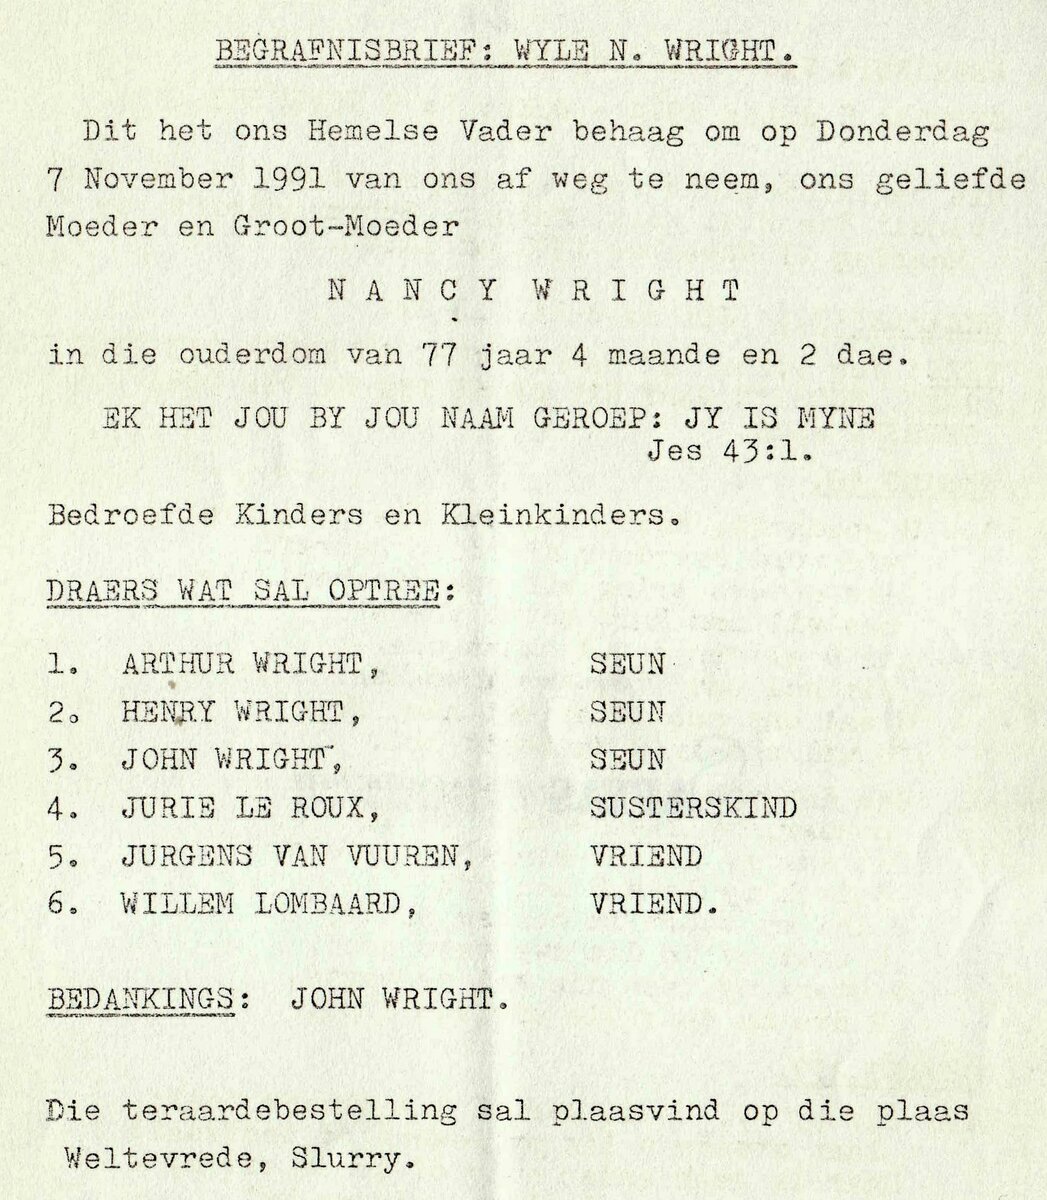 BEGRAFNISBRIEF: WYLE N. WRIGHT.
Dit het ons Hemelse Vader behaag om op Donderdag
7 November 1991 van ons af weg te neem, ons geliefde
Moeder en Groot-Moeder
N A N C Y W R I G H T
in die ouderdom van 77 jaar 4 maande en 2 dae.
EK HET JOU BY JOU NAAM GEROEP: JY IS MYNE
Jes 43:1.
Bedroefde Kinders en Kleinkinders.
DRAERS WAT SAL OPTREE:
1. ARTHUR WRIGHT, SEUN
2. HENRY WRIGHT, SEUN
3. JOHN WRIGHT, SEUN
4. JURIE LE ROUX, SUSTERSKIND
5. JURGENS VAN VUUREN, VRIEND
6. WILLEM LOMBAARD, VRIEND.
BEDANKINGS: JOHN WRIGHT.
Die teraardebestelling sal plaasvind op die plaas
Weltevrede, Slurry.